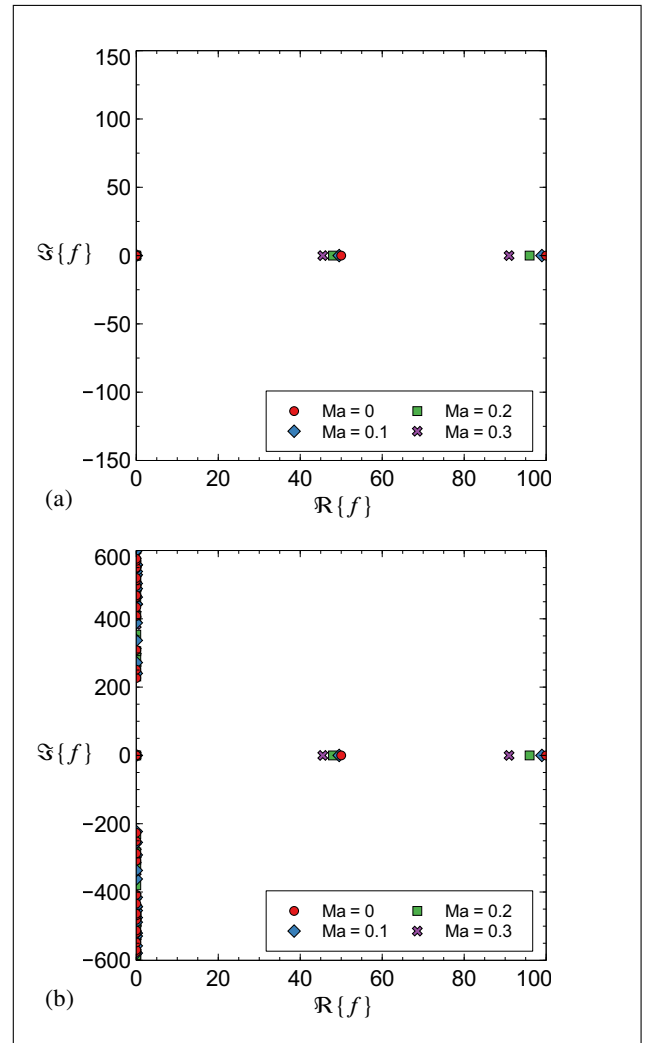 150
100
50
0
−50
−100
−150
ℑ{f}
Ma = 0
Ma = 0.2
Ma = 0.1
Ma = 0.3
0 20 40 60 80 100
ℜ{f}
(a)
600
400
200
0
−200
−400
−600
ℑ{f}
Ma = 0
Ma = 0.2
Ma = 0.1
Ma = 0.3
0 20 40 60 80 100
ℜ{f}
(b)